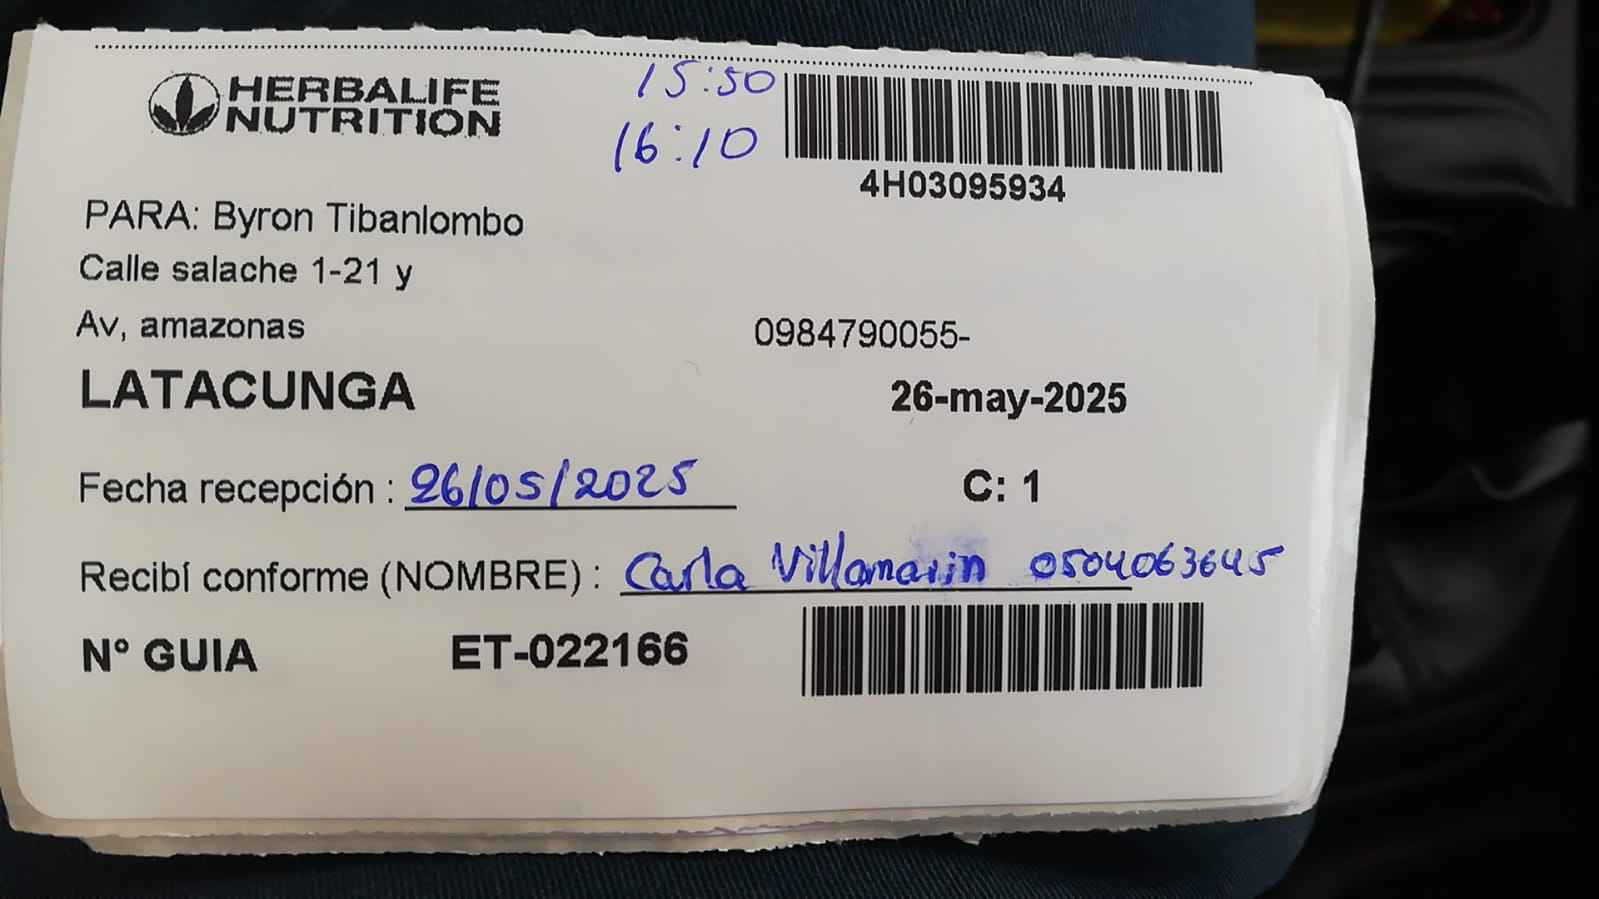 HERBALIFE
NUTRITION
15:50
16:10
4H03095934
PARA: Byron Tibanlombo
Calle salache 1-21 y
Av, amazonas
0984790055-
LATACUNGA
26-may-2025
Fecha recepción : 26/05/2025
C: 1
Recibí conforme (NOMBRE) : Carla Villamarin 0504063645
N° GUIA ET-022166